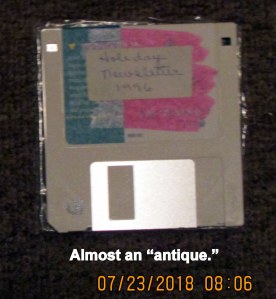 Holiday
Newsletter
1996
Almost an “antique.”
07/23/2018 08:06